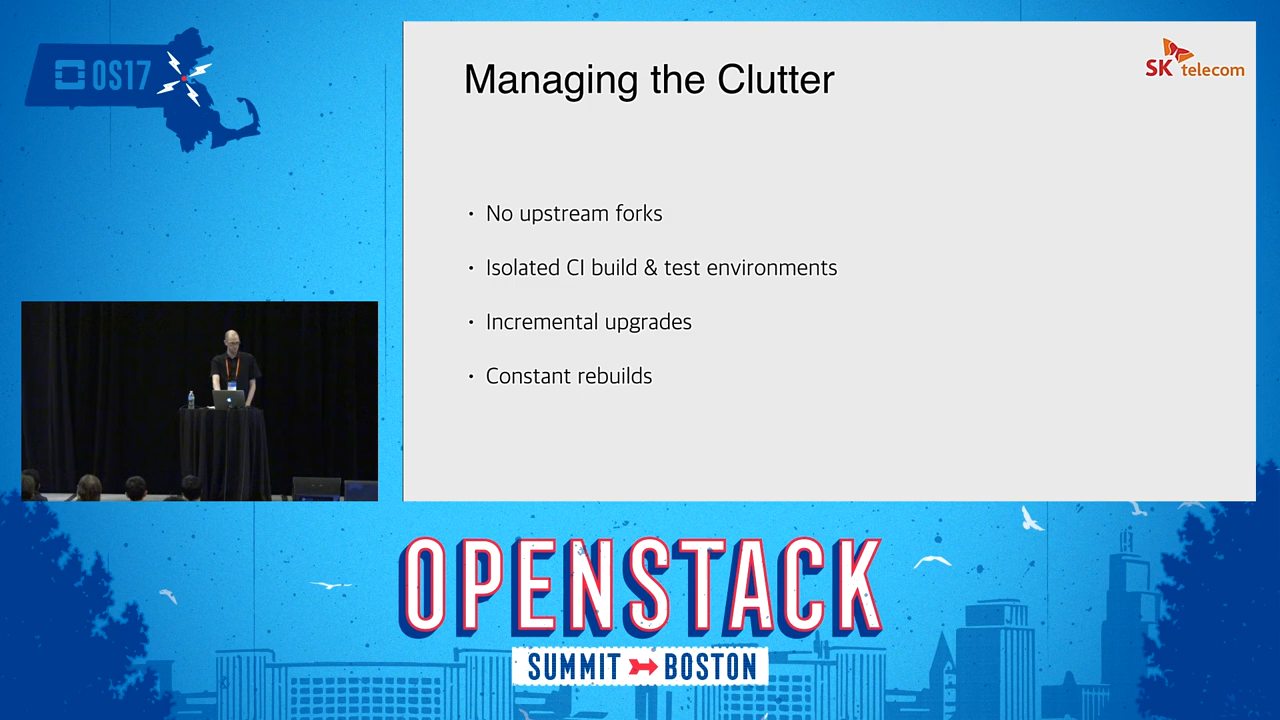 OS17
Managing the Clutter
SK telecom
• No upstream forks
• Isolated CI build & test environments
• Incremental upgrades
• Constant rebuilds
OPENSTACK
SUMMIT BOSTON